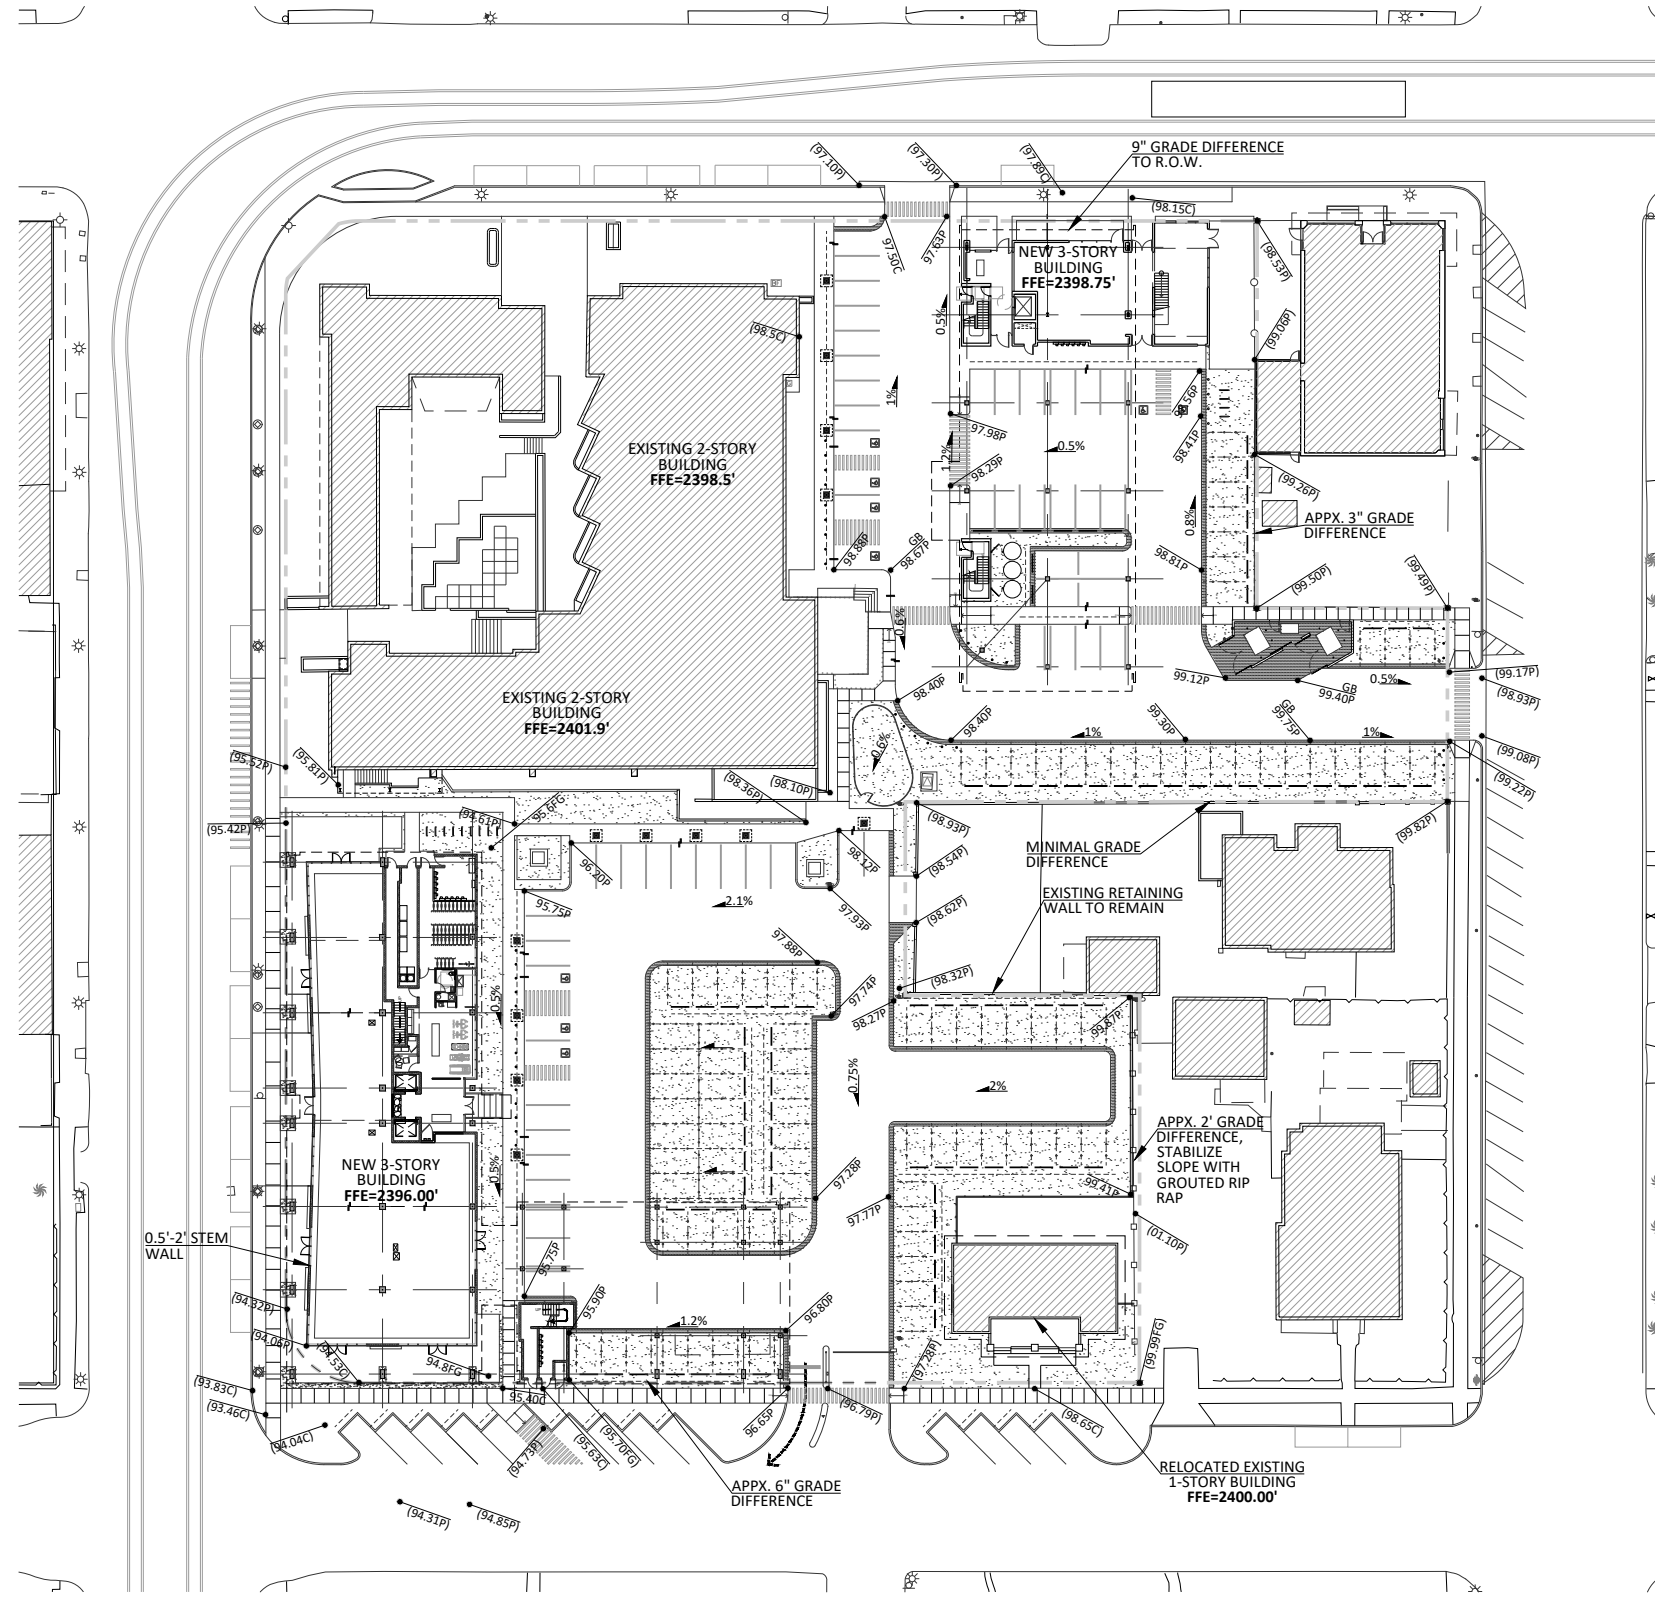 (97.10P)
(97.30P)
(97.89C)
9" GRADE DIFFERENCE
TO R.O.W.
(98.15C)
97.50C
97.63P
NEW 3-STORY
BUILDING
FFE=2398.75'
(98.53P)
(98.5C)
0.5%
(99.06P)
1%
98.56P
97.98P
98.41P
EXISTING 2-STORY
BUILDING
FFE=2398.5'
1.2%
0.5%
98.29P
(99.26P)
APPX. 3" GRADE
DIFFERENCE
0.8%
98.88P
GB
98.67P
98.81P
(99.50P)
(99.49P)
0.6%
99.12P
GB
99.40P
0.5%
(99.17P)
(98.93P)
EXISTING 2-STORY
BUILDING
FFE=2401.9'
98.40P
98.40P
1%
99.30P
GB
99.75P
1%
(99.08P)
(99.22P)
0.6%
(95.52P)
(95.81P)
(98.36P)
(98.10P)
(95.42P)
(94.61P)
95.6FG
(98.93P)
(99.82P)
MINIMAL GRADE
DIFFERENCE
96.20P
98.12P
(98.54P)
EXISTING RETAINING
WALL TO REMAIN
95.75P
2.1%
97.93P
(98.62P)
97.88P
97.74P
(98.32P)
98.27P
99.87P
0.5%
0.75%
2%
APPX. 2' GRADE
DIFFERENCE,
STABILIZE
SLOPE WITH
GROUTED RIP
RAP
NEW 3-STORY
BUILDING
FFE=2396.00'
0.5%
97.28P
97.77P
99.41P
(01.10P)
0.5'-2' STEM
WALL
95.75P
95.90P
1.2%
96.80P
(94.32P)
(94.06P)
(94.53C)
94.8FG
(97.28P)
(99.99FG)
(93.83C)
(93.46C)
95.40C
96.65P
(96.79P)
(98.65C)
(94.04C)
(94.73P)
(95.63C)
(95.70FG)
APPX. 6" GRADE
DIFFERENCE
RELOCATED EXISTING
1-STORY BUILDING
FFE=2400.00'
(94.31P)
(94.85P)